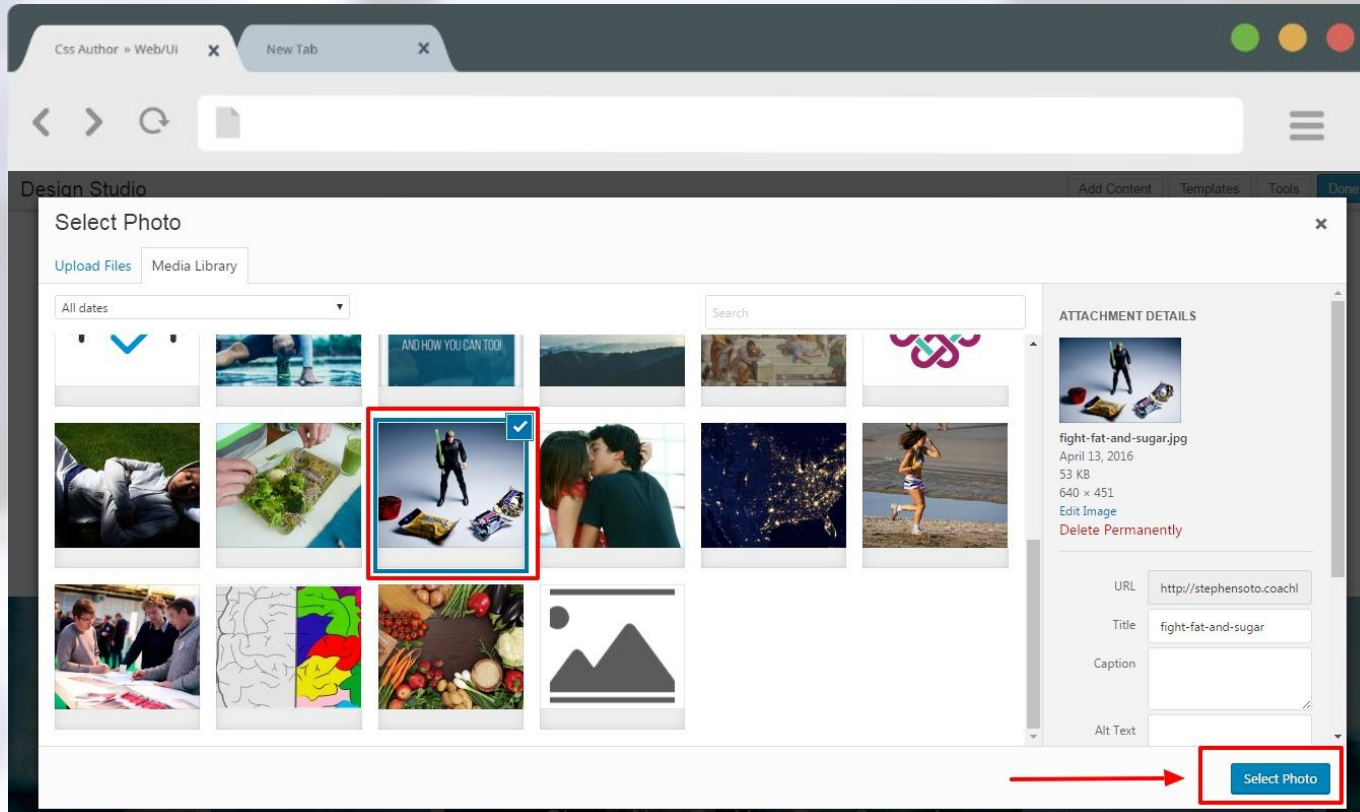 Css Author » Web/Ui
New Tab
Design Studio
Add Content
Templates
Tools
Done
Select Photo
Upload Files
Media Library
All dates
Search
AND HOW YOU CAN TOO!
ATTACHMENT DETAILS
fight-fat-and-sugar.jpg
April 13, 2016
53 KB
640 × 451
Edit Image
Delete Permanently
URL
http://stephensoto.coachl
Title
fight-fat-and-sugar
Caption
Alt Text
Select Photo